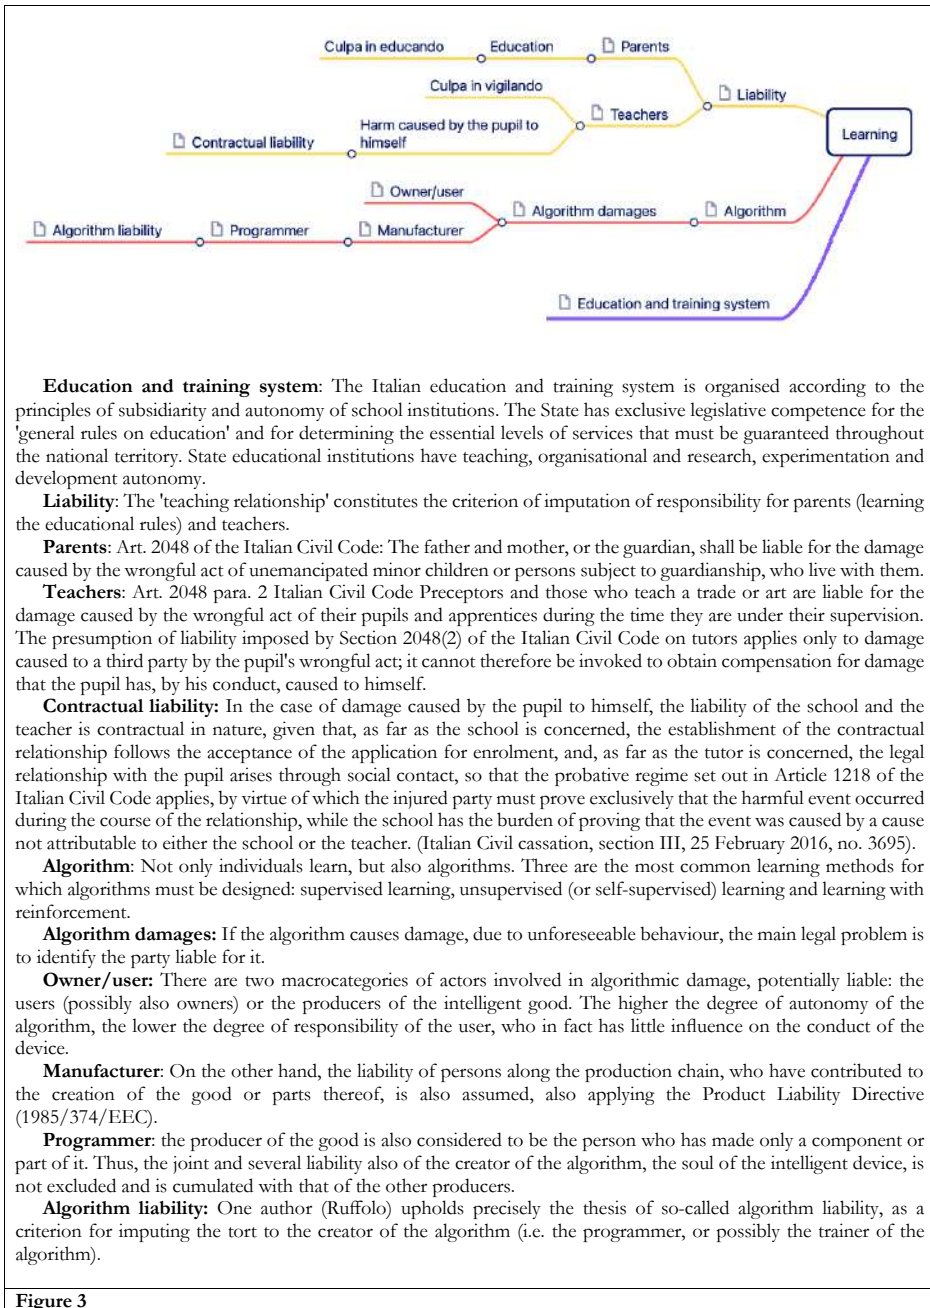 Culpa in educando
Education
Parents
Culpa in vigilando
Liability
Teachers
Harm caused by the pupil to
himself
Contractual liability
Learning
Owner/user
Algorithm damages
Algorithm
Algorithm liability
Programmer
Manufacturer
Education and training system
Education and training system: The Italian education and training system is organised according to the
principles of subsidiarity and autonomy of school institutions. The State has exclusive legislative competence for the
'general rules on education' and for determining the essential levels of services that must be guaranteed throughout
the national territory. State educational institutions have teaching, organisational and research, experimentation and
development autonomy.
Liability: The 'teaching relationship' constitutes the criterion of imputation of responsibility for parents (learning
the educational rules) and teachers.
Parents: Art. 2048 of the Italian Civil Code: The father and mother, or the guardian, shall be liable for the damage
caused by the wrongful act of unemancipated minor children or persons subject to guardianship, who live with them.
Teachers: Art. 2048 para. 2 Italian Civil Code Preceptors and those who teach a trade or art are liable for the
damage caused by the wrongful act of their pupils and apprentices during the time they are under their supervision.
The presumption of liability imposed by Section 2048(2) of the Italian Civil Code on tutors applies only to damage
caused to a third party by the pupil's wrongful act; it cannot therefore be invoked to obtain compensation for damage
that the pupil has, by his conduct, caused to himself.
Contractual liability: In the case of damage caused by the pupil to himself, the liability of the school and the
teacher is contractual in nature, given that, as far as the school is concerned, the establishment of the contractual
relationship follows the acceptance of the application for enrolment, and, as far as the tutor is concerned, the legal
relationship with the pupil arises through social contact, so that the probative regime set out in Article 1218 of the
Italian Civil Code applies, by virtue of which the injured party must prove exclusively that the harmful event occurred
during the course of the relationship, while the school has the burden of proving that the event was caused by a cause
not attributable to either the school or the teacher. (Italian Civil cassation, section III, 25 February 2016, no. 3695).
Algorithm: Not only individuals learn, but also algorithms. Three are the most common learning methods for
which algorithms must be designed: supervised learning, unsupervised (or self-supervised) learning and learning with
reinforcement.
Algorithm damages: If the algorithm causes damage, due to unforeseeable behaviour, the main legal problem is
to identify the party liable for it.
Owner/user: There are two macrocategories of actors involved in algorithmic damage, potentially liable: the
users (possibly also owners) or the producers of the intelligent good. The higher the degree of autonomy of the
algorithm, the lower the degree of responsibility of the user, who in fact has little influence on the conduct of the
device.
Manufacturer: On the other hand, the liability of persons along the production chain, who have contributed to
the creation of the good or parts thereof, is also assumed, also applying the Product Liability Directive
(1985/374/EEC).
Programmer: the producer of the good is also considered to be the person who has made only a component or
part of it. Thus, the joint and several liability also of the creator of the algorithm, the soul of the intelligent device, is
not excluded and is cumulated with that of the other producers.
Algorithm liability: One author (Ruffolo) upholds precisely the thesis of so-called algorithm liability, as a
criterion for imputing the tort to the creator of the algorithm (i.e. the programmer, or possibly the trainer of the
algorithm).
Figure 3